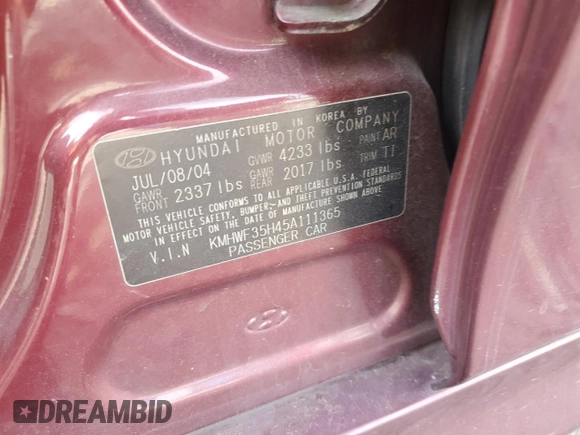 MANUFACTURED IN KOREA BY
HYUNDAI MOTOR COMPANY
JUL/08/04 GVWR 4233 lbs PAINT AR
GAWR FRONT 2337 lbs GAWR REAR 2017 lbs TRIM TI
THIS VEHICLE CONFORMS TO ALL APPLICABLE U.S.A. FEDERAL
MOTOR VEHICLE SAFETY, BUMPER, AND THEFT PREVENTION STANDARDS
IN EFFECT ON THE DATE OF MANUFACTURE SHOWN ABOVE
V.I.N KMHWF35H45A111365
PASSENGER CAR
DREAMBID